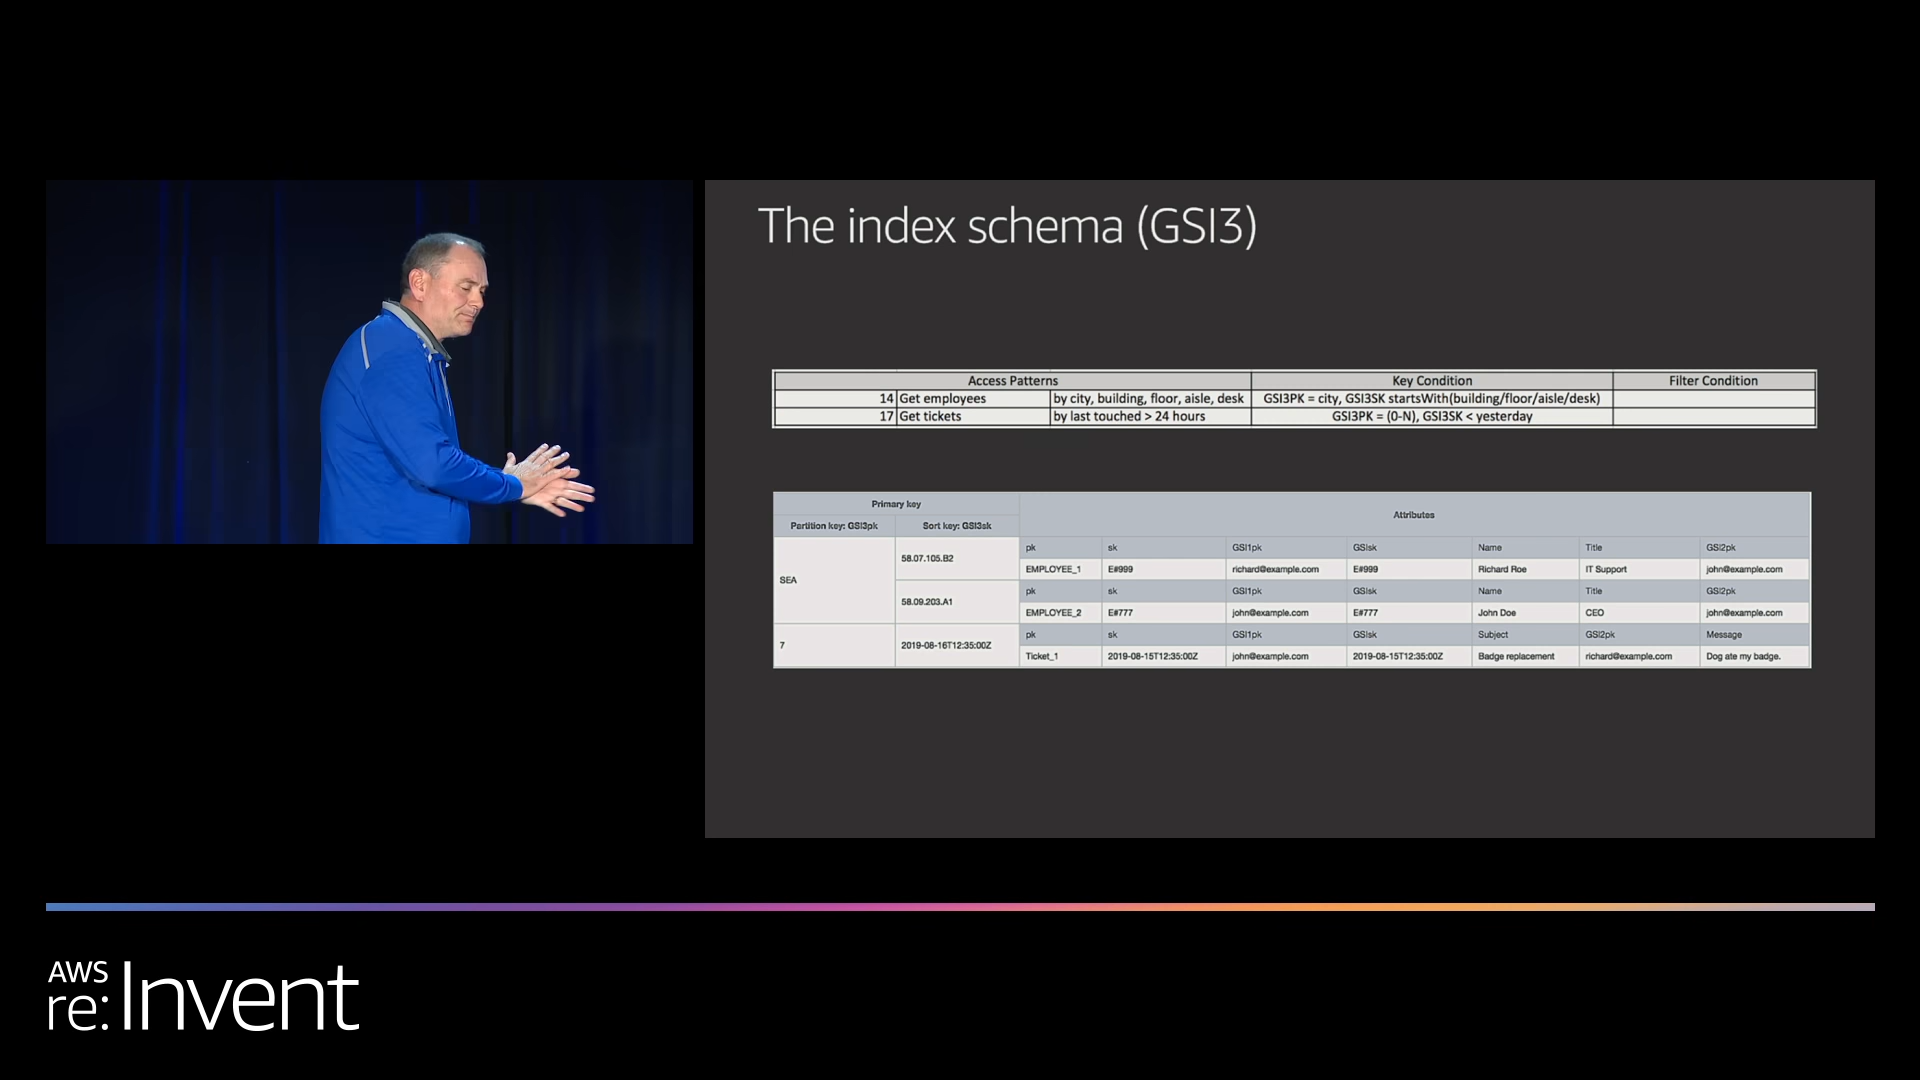 The index schema (GSI3)
Access Patterns Key Condition Filter Condition
14 Get employees by city, building, floor, aisle, desk GSI3PK = city, GSI3SK startsWith(building/floor/aisle/desk)
17 Get tickets by last touched > 24 hours GSI3PK = (0-N), GSI3SK < yesterday
Primary key Attributes
Partition key: GSI3pk Sort key: GSI3sk
SEA
58.07.105.B2
pk sk GSI1pk GSIsk Name Title GSI2pk
EMPLOYEE_1 E#999 richard@example.com E#999 Richard Roe IT Support john@example.com
58.09.203.A1
pk sk GSI1pk GSIsk Name Title GSI2pk
EMPLOYEE_2 E#777 john@example.com E#777 John Doe CEO john@example.com
7
2019-08-16T12:35:00Z
pk sk GSI1pk GSIsk Subject GSI2pk Message
Ticket_1 2019-08-15T12:35:00Z john@example.com 2019-08-15T12:35:00Z Badge replacement richard@example.com Dog ate my badge.
AWS
re:Invent